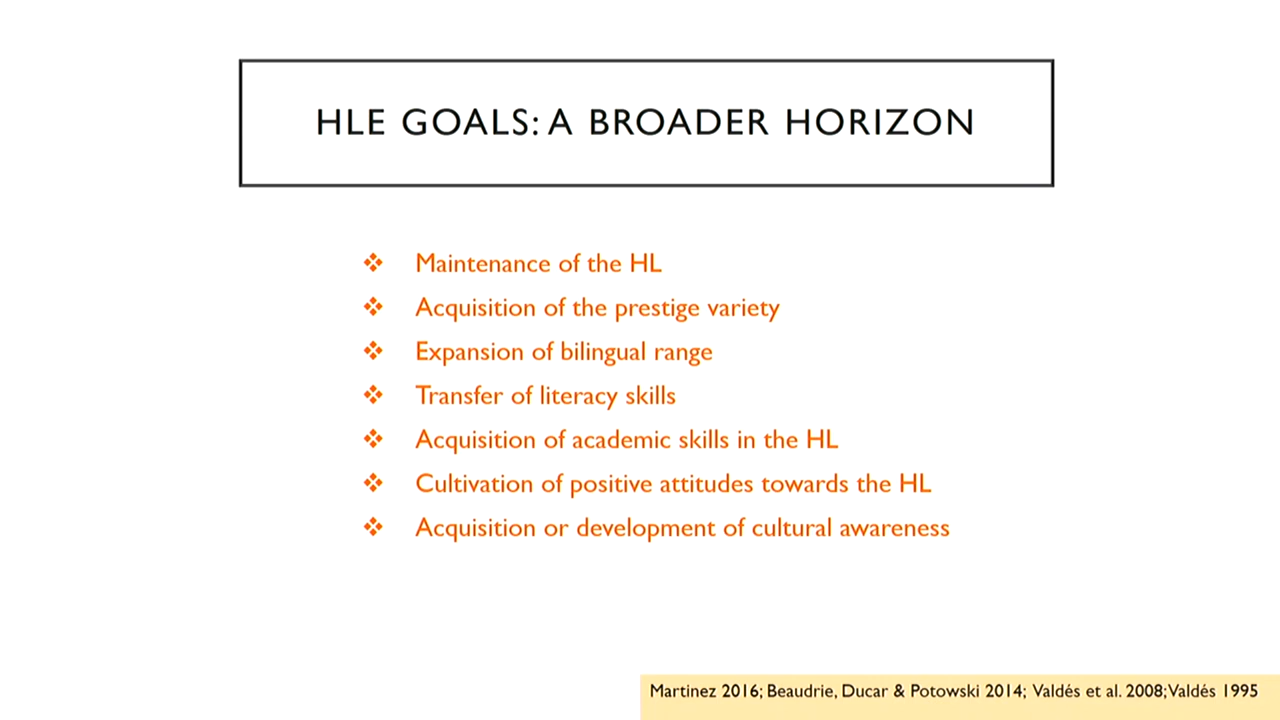 HLE GOALS: A BROADER HORIZON
❖ Maintenance of the HL
❖ Acquisition of the prestige variety
❖ Expansion of bilingual range
❖ Transfer of literacy skills
❖ Acquisition of academic skills in the HL
❖ Cultivation of positive attitudes towards the HL
❖ Acquisition or development of cultural awareness
Martinez 2016; Beaudrie, Ducar & Potowski 2014; Valdés et al. 2008; Valdés 1995